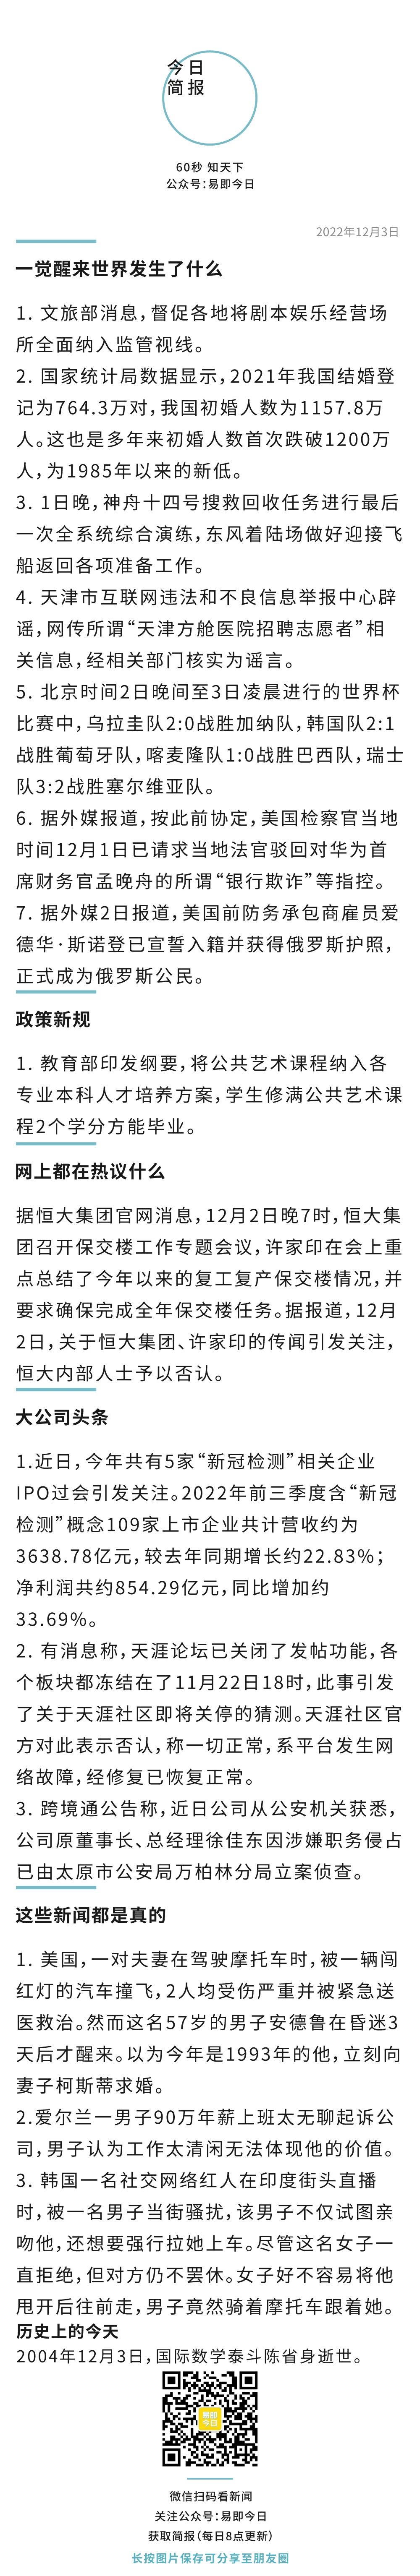 今日
简报
60秒 知天下
公众号:易即今日
2022年12月3日
一觉醒来世界发生了什么
1. 文旅部消息,督促各地将剧本娱乐经营场
所全面纳入监管视线。
2. 国家统计局数据显示,2021年我国结婚登
记为764.3万对,我国初婚人数为1157.8万
人。这也是多年来初婚人数首次跌破1200万
人,为1985年以来的新低。
3. 1日晚,神舟十四号搜救回收任务进行最后
一次全系统综合演练,东风着陆场做好迎接飞
船返回各项准备工作。
4. 天津市互联网违法和不良信息举报中心辟
谣,网传所谓“天津方舱医院招聘志愿者”相
关信息,经相关部门核实为谣言。
5. 北京时间2日晚间至3日凌晨进行的世界杯
比赛中,乌拉圭队2:0战胜加纳队,韩国队2:1
战胜葡萄牙队,喀麦隆队1:0战胜巴西队,瑞士
队3:2战胜塞尔维亚队。
6. 据外媒报道,按此前协定,美国检察官当地
时间12月1日已请求当地法官驳回对华为首
席财务官孟晚舟的所谓“银行欺诈”等指控。
7. 据外媒2日报道,美国前防务承包商雇员爱
德华·斯诺登已宣誓入籍并获得俄罗斯护照,
正式成为俄罗斯公民。
政策新规
1. 教育部印发纲要,将公共艺术课程纳入各
专业本科人才培养方案,学生修满公共艺术课
程2个学分方能毕业。
网上都在热议什么
据恒大集团官网消息,12月2日晚7时,恒大集
团召开保交楼工作专题会议,许家印在会上重
点总结了今年以来的复工复产保交楼情况,并
要求确保完成全年保交楼任务。据报道,12月
2日,关于恒大集团、许家印的传闻引发关注,
恒大内部人士予以否认。
大公司头条
1.近日,今年共有5家“新冠检测”相关企业
IPO过会引发关注。2022年前三季度含“新冠
检测”概念109家上市企业共计营收约为
3638.78亿元,较去年同期增长约22.83%;
净利润共约854.29亿元,同比增加约
33.69%。
2. 有消息称,天涯论坛已关闭了发帖功能,各
个板块都冻结在了11月22日18时,此事引发
了关于天涯社区即将关停的猜测。天涯社区官
方对此表示否认,称一切正常,系平台发生网
络故障,经修复已恢复正常。
3. 跨境通公告称,近日公司从公安机关获悉,
公司原董事长、总经理徐佳东因涉嫌职务侵占
已由太原市公安局万柏林分局立案侦查。
这些新闻都是真的
1. 美国,一对夫妻在驾驶摩托车时,被一辆闯
红灯的汽车撞飞,2人均受伤严重并被紧急送
医救治。然而这名57岁的男子安德鲁在昏迷3
天后才醒来。以为今年是1993年的他,立刻向
妻子柯斯蒂求婚。
2.爱尔兰一男子90万年薪上班太无聊起诉公
司,男子认为工作太清闲无法体现他的价值。
3. 韩国一名社交网络红人在印度街头直播
时,被一名男子当街骚扰,该男子不仅试图亲
吻他,还想要强行拉她上车。尽管这名女子一
直拒绝,但对方仍不罢休。女子好不容易将他
甩开后往前走,男子竟然骑着摩托车跟着她。
历史上的今天
2004年12月3日,国际数学泰斗陈省身逝世。
易即
今日
微信扫码看新闻
关注公众号:易即今日
获取简报(每日8点更新)
长按图片保存可分享至朋友圈